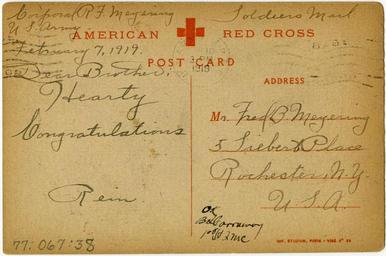 Corporal R F Meyering
Soldiers Mail
U S Army
February 7, 1919.
AMERICAN RED CROSS
POST CARD
1919
Dear Brother:
Hearty
Congratulations
Rein
ADDRESS
Mr. Fred B. Meyering
5 Siebert Place
Rochester, N.Y.
U.S.A.
OK
77:067:38